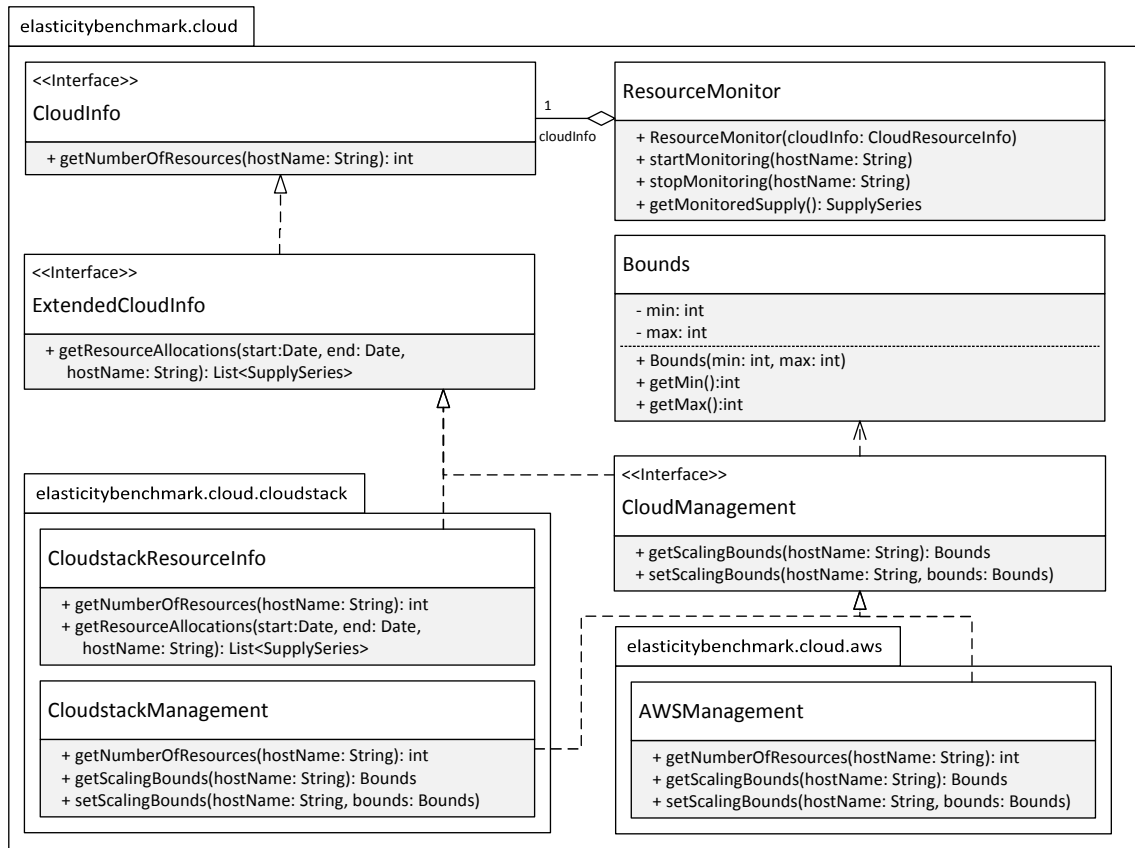 elasticitybenchmark.cloud
<<Interface>>
CloudInfo
+ getNumberOfResources(hostName: String): int
1
cloudInfo
ResourceMonitor
+ ResourceMonitor(cloudInfo: CloudResourceInfo)
+ startMonitoring(hostName: String)
+ stopMonitoring(hostName: String)
+ getMonitoredSupply(): SupplySeries
<<Interface>>
ExtendedCloudInfo
+ getResourceAllocations(start:Date, end: Date,
hostName: String): List<SupplySeries>
Bounds
- min: int
- max: int
+ Bounds(min: int, max: int)
+ getMin():int
+ getMax():int
<<Interface>>
CloudManagement
+ getScalingBounds(hostName: String): Bounds
+ setScalingBounds(hostName: String, bounds: Bounds)
elasticitybenchmark.cloud.cloudstack
CloudstackResourceInfo
+ getNumberOfResources(hostName: String): int
+ getResourceAllocations(start:Date, end: Date,
hostName: String): List<SupplySeries>
CloudstackManagement
+ getNumberOfResources(hostName: String): int
+ getScalingBounds(hostName: String): Bounds
+ setScalingBounds(hostName: String, bounds: Bounds)
elasticitybenchmark.cloud.aws
AWSManagement
+ getNumberOfResources(hostName: String): int
+ getScalingBounds(hostName: String): Bounds
+ setScalingBounds(hostName: String, bounds: Bounds)